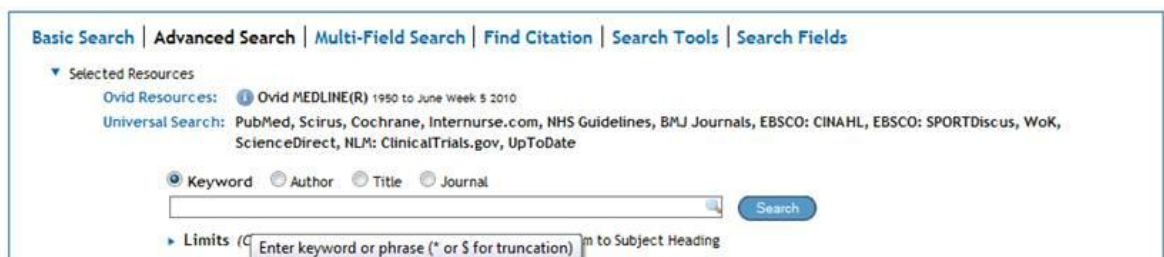 Basic Search | Advanced Search | Multi-Field Search | Find Citation | Search Tools | Search Fields
Selected Resources
Ovid Resources: Ovid MEDLINE(R) 1950 to June Week 5 2010
Universal Search: PubMed, Scirus, Cochrane, Internurse.com, NHS Guidelines, BMJ Journals, EBSCO: CINAHL, EBSCO: SPORTDiscus, WoK,
ScienceDirect, NLM: ClinicalTrials.gov, UpToDate
Keyword Author Title Journal
Search
Limits (C m to Subject Heading
Enter keyword or phrase (* or $ for truncation)